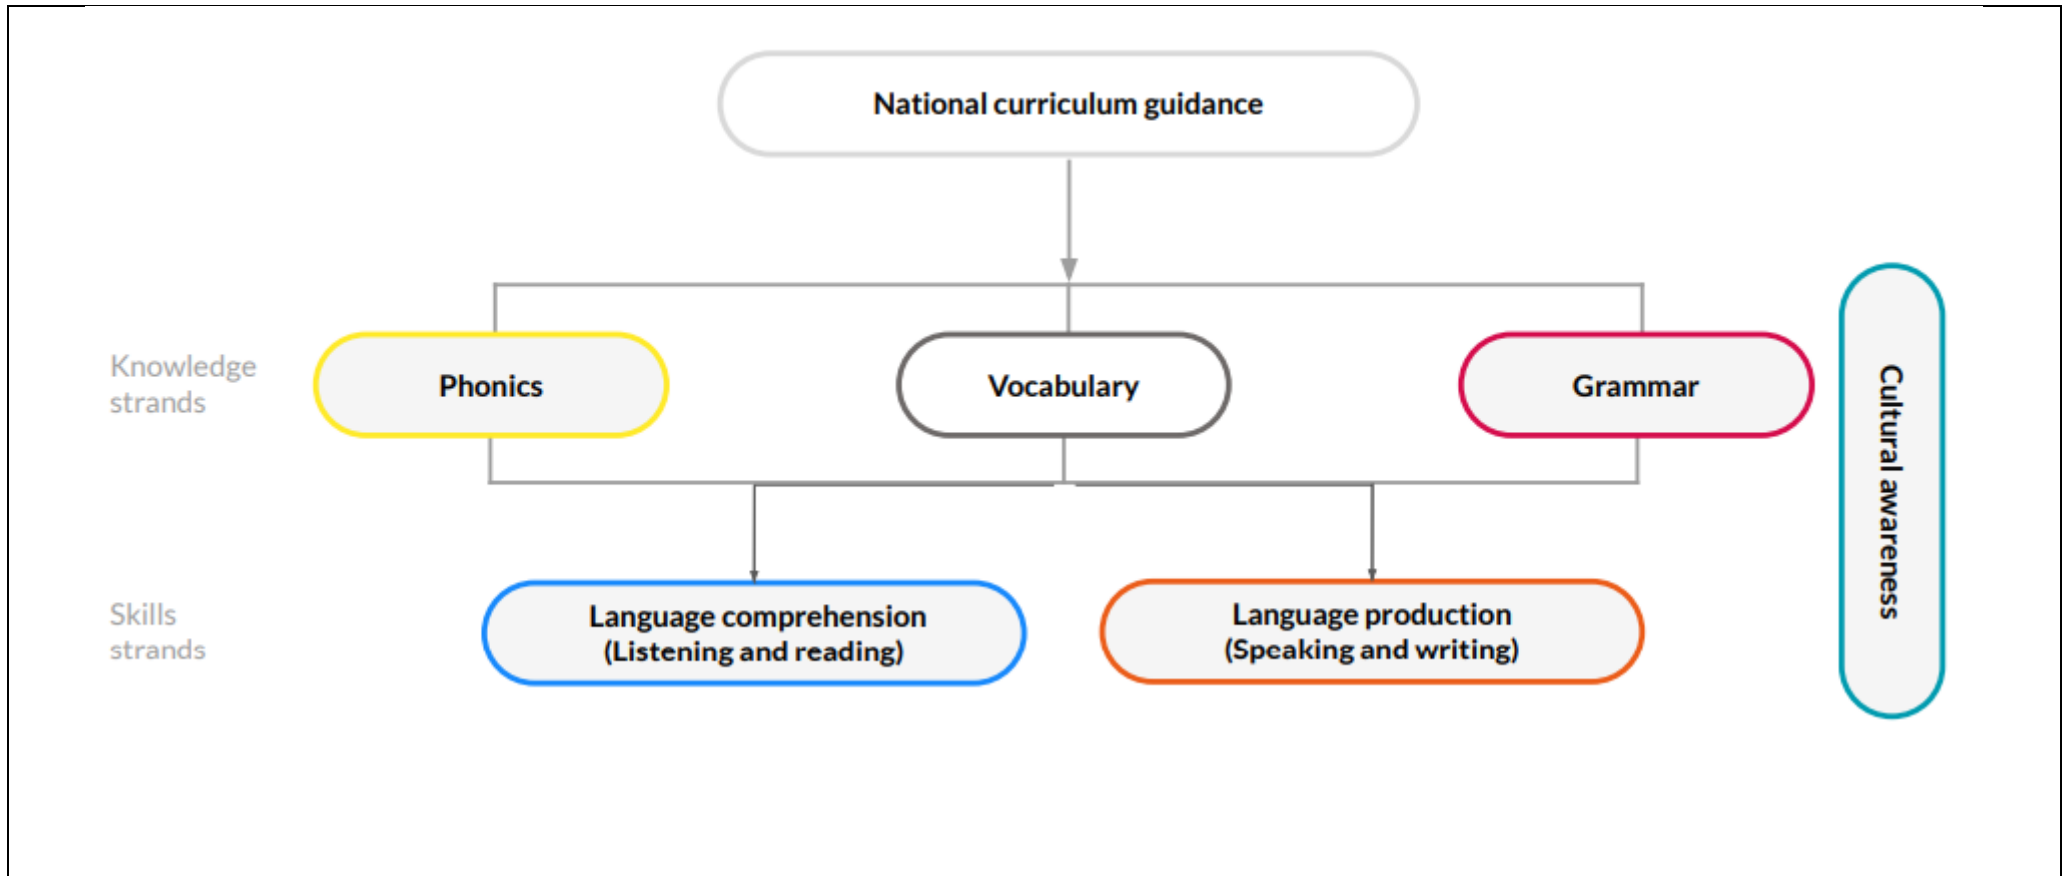 National curriculum guidance
Knowledge
strands
Phonics
Vocabulary
Grammar
Cultural awareness
Skills
strands
Language comprehension
(Listening and reading)
Language production
(Speaking and writing)